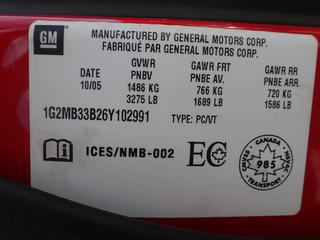 GM
MANUFACTURED BY GENERAL MOTORS CORP.
FABRIQUÉ PAR GENERAL MOTORS CORP.
GVWR GAWR FRT GAWR RR
DATE PNBV PNBE AV. PNBE ARR
10/05 1486 KG 766 KG 720 KG
3275 LB 1689 LB 1586 LB
1G2MB33B26Y102991 TYPE: PC/VT
ICES/NMB-002 EC
CANADA
985
TRANSPORT